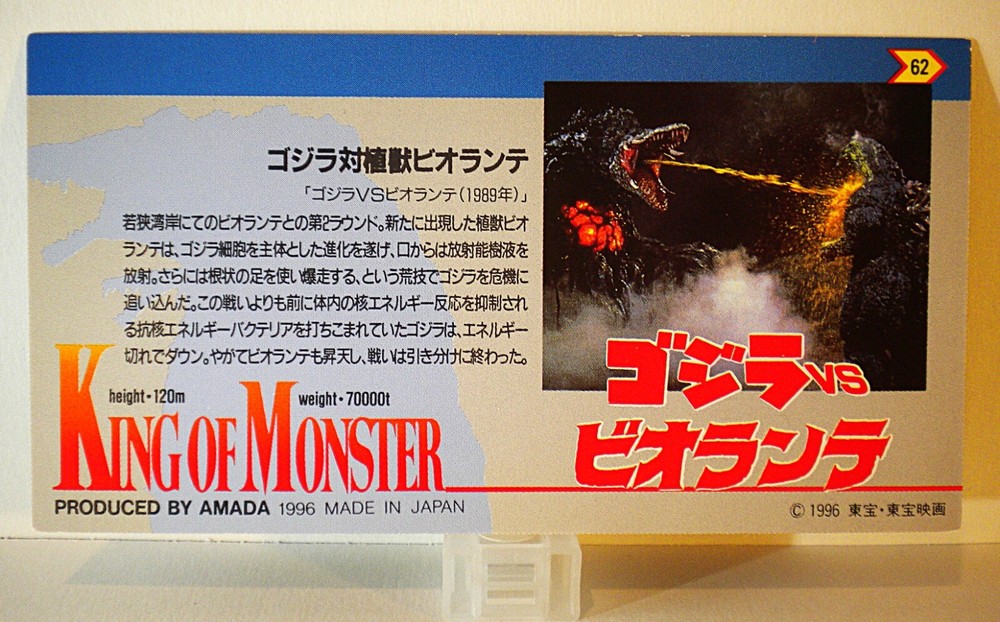 62
ゴジラ対植獣ビオランテ
「ゴジラVSビオランテ(1989年)」
若狭湾岸にてのビオランテとの第2ラウンド。新たに出現した植獣ビオ
ランテは、ゴジラ細胞を主体とした進化を遂げ、口からは放射能樹液を
放射。さらには根状の足を使い爆走する、という荒技でゴジラを危機に
追い込んだ。この戦いよりも前に体内の核エネルギー反応を抑制され
る抗核エネルギーバクテリアを打ちこまれていたゴジラは、エネルギー
切れでダウン。やがてビオランテも昇天し、戦いは引き分けに終わった。
height・120m
weight・70000t
KING OF MONSTER
ゴジラVS
ビオランテ
PRODUCED BY AMADA 1996 MADE IN JAPAN
© 1996 東宝・東宝映画